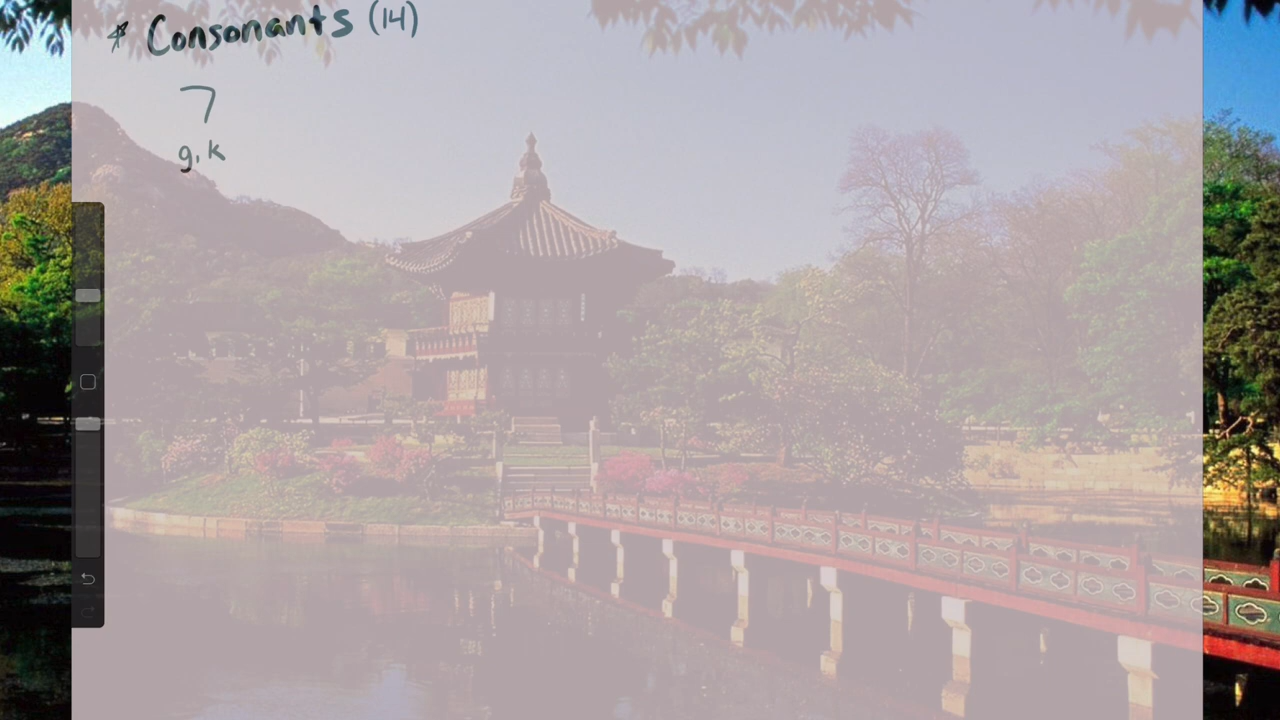 * Consonants (14)
ㄱ
g, k